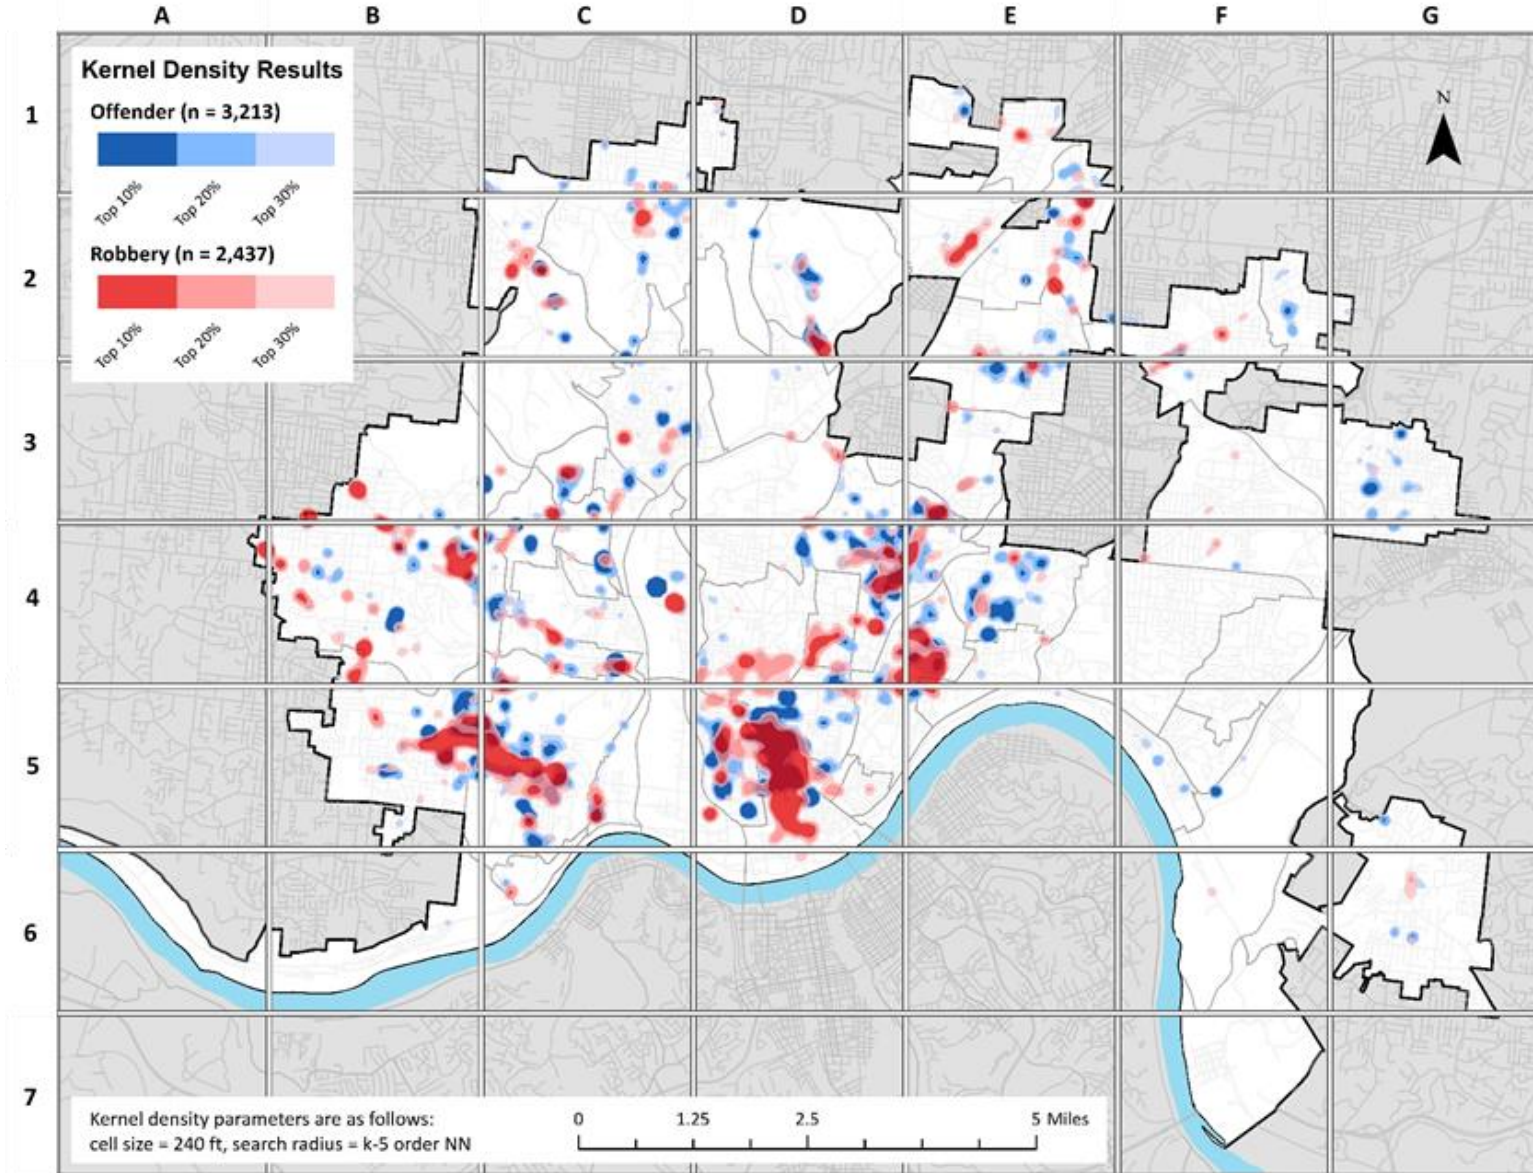 A B C D E F G
Kernel Density Results
Offender (n = 3,213)
Top 10% Top 20% Top 30%
Robbery (n = 2,437)
Top 10% Top 20% Top 30%
N
1
2
3
4
5
6
7
Kernel density parameters are as follows:
cell size = 240 ft, search radius = k-5 order NN
0 1.25 2.5 5 Miles